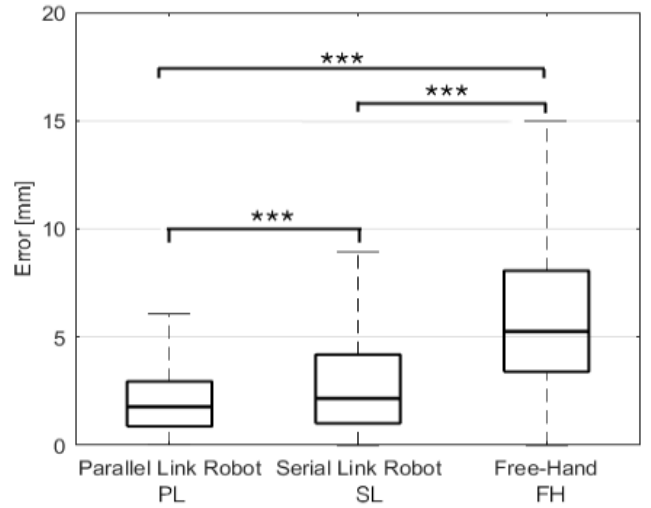 20
***
***
15
Error [mm]
10
***
5
0
Parallel Link Robot Serial Link Robot Free-Hand
PL SL FH